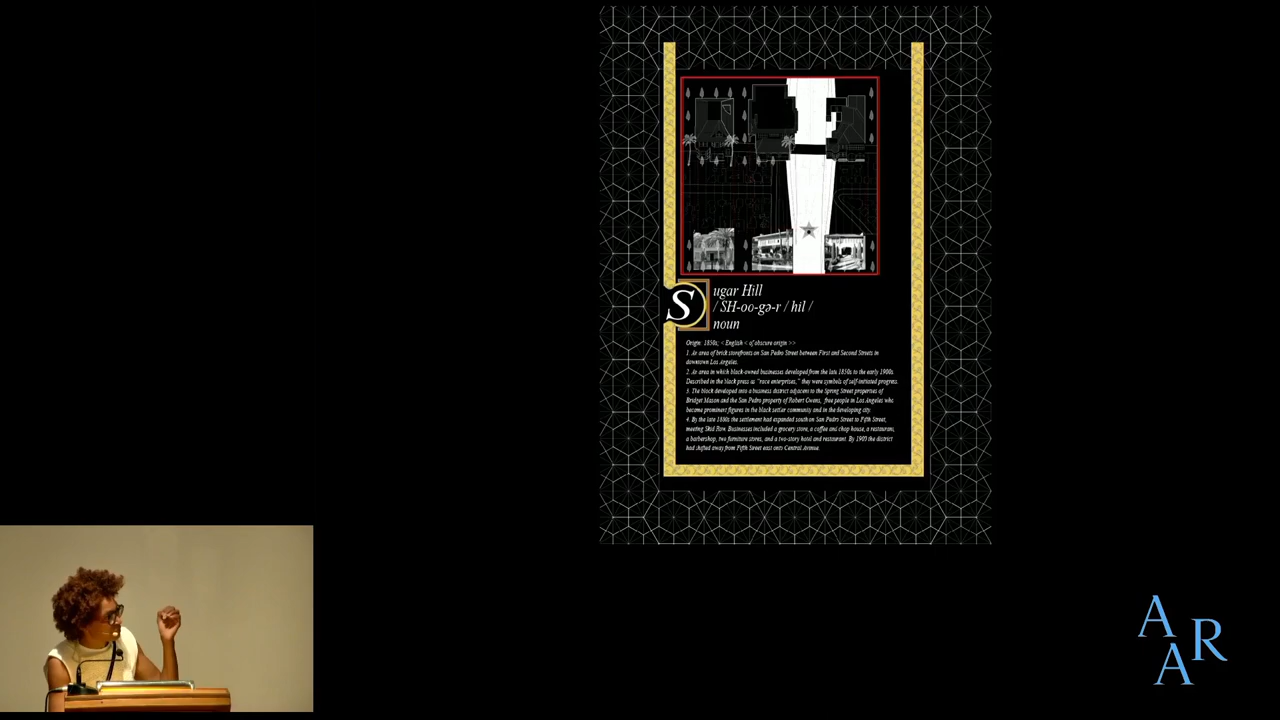 S
ugar Hill
/ SH-oo-gə-r / hil /
noun
Origin: 1850s; < English < of obscure origin >>
1. An area of brick storefronts on San Pedro Street between First and Second Streets in
downtown Los Angeles.
2. An area in which black-owned businesses developed from the late 1850s to the early 1900s.
Described in the black press as "race enterprises," they were symbols of self-initiated progress.
3. The block developed into a business district adjacent to the Spring Street properties of
Bridget Mason and the San Pedro property of Robert Owens, free people in Los Angeles who
became prominent figures in the black settler community and in the developing city.
4. By the late 1880s the settlement had expanded south on San Pedro Street to Fifth Street,
meeting Skid Row. Businesses included a grocery store, a coffee and chop house, a restaurant,
a barbershop, two furniture stores, and a two-story hotel and restaurant. By 1900 the district
had shifted away from Fifth Street east onto Central Avenue.
A
R
A